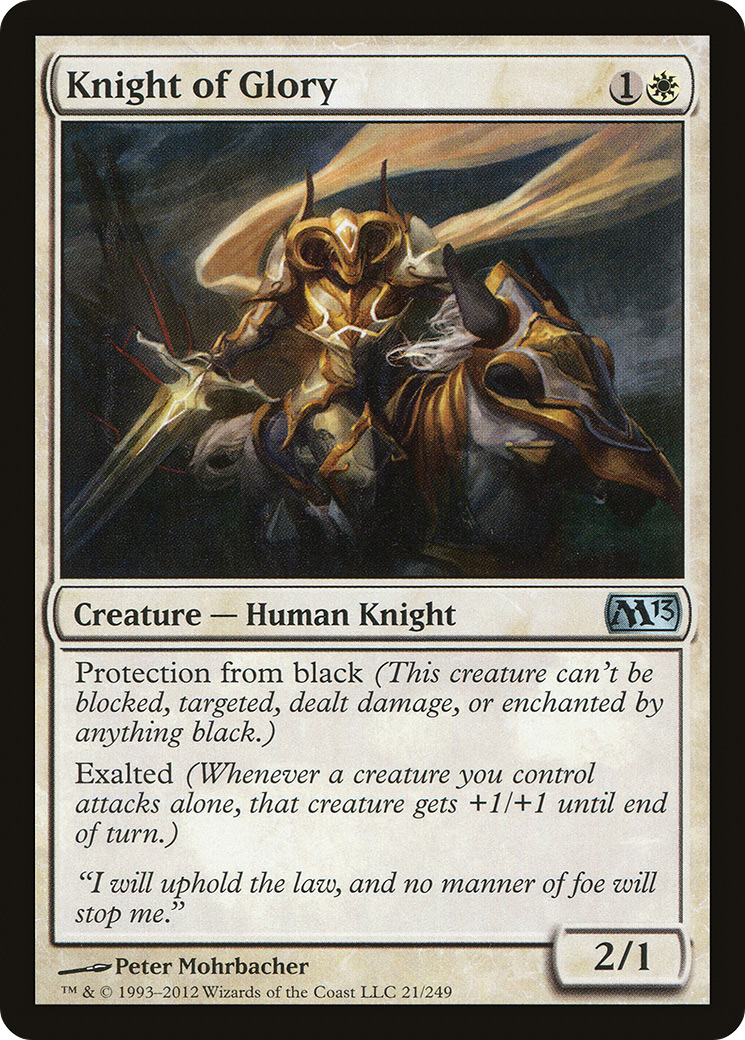 Knight of Glory 1
Creature — Human Knight M13
Protection from black (This creature can't be
blocked, targeted, dealt damage, or enchanted by
anything black.)
Exalted (Whenever a creature you control
attacks alone, that creature gets +1/+1 until end
of turn.)
“I will uphold the law, and no manner of foe will
stop me.”
2/1
Peter Mohrbacher
™ & © 1993–2012 Wizards of the Coast LLC 21/249